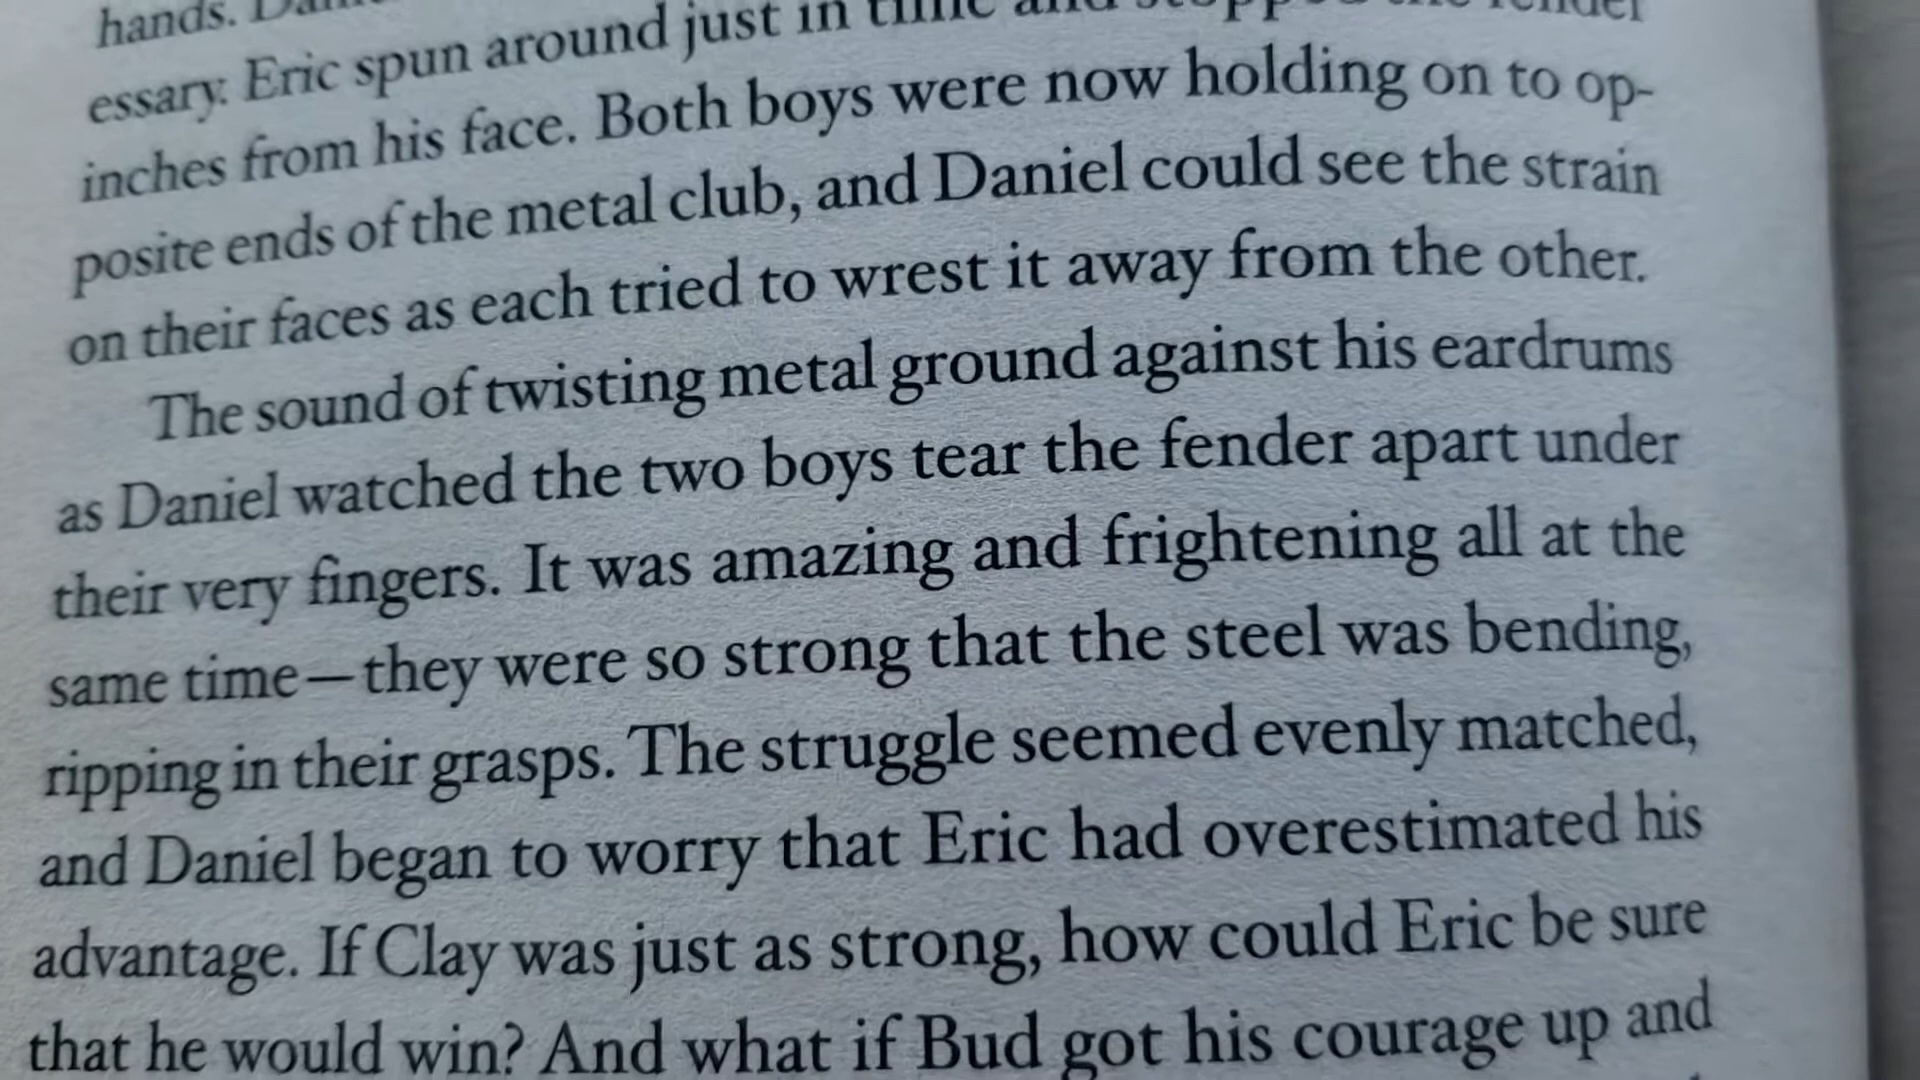 hands.
essary. Eric spun around just in time and stopped the fender
inches from his face. Both boys were now holding on to op-
posite ends of the metal club, and Daniel could see the strain
on their faces as each tried to wrest it away from the other.
The sound of twisting metal ground against his eardrums
as Daniel watched the two boys tear the fender apart under
their very fingers. It was amazing and frightening all at the
same time—they were so strong that the steel was bending,
ripping in their grasps. The struggle seemed evenly matched,
and Daniel began to worry that Eric had overestimated his
advantage. If Clay was just as strong, how could Eric be sure
that he would win? And what if Bud got his courage up and